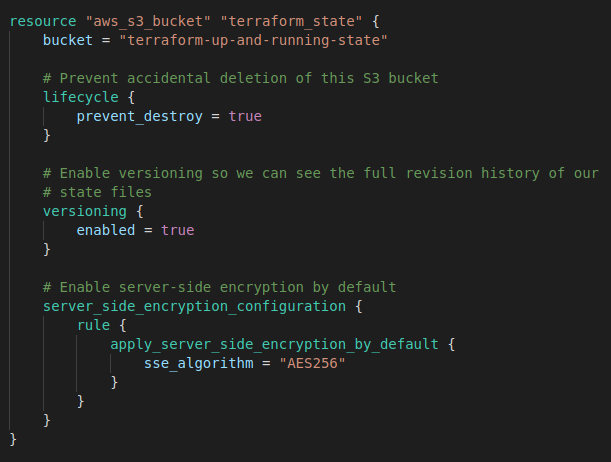 resource "aws_s3_bucket" "terraform_state" {
    bucket = "terraform-up-and-running-state"

    # Prevent accidental deletion of this S3 bucket
    lifecycle {
        prevent_destroy = true
    }

    # Enable versioning so we can see the full revision history of our
    # state files
    versioning {
        enabled = true
    }

    # Enable server-side encryption by default
    server_side_encryption_configuration {
        rule {
            apply_server_side_encryption_by_default {
                sse_algorithm = "AES256"
            }
        }
    }
}